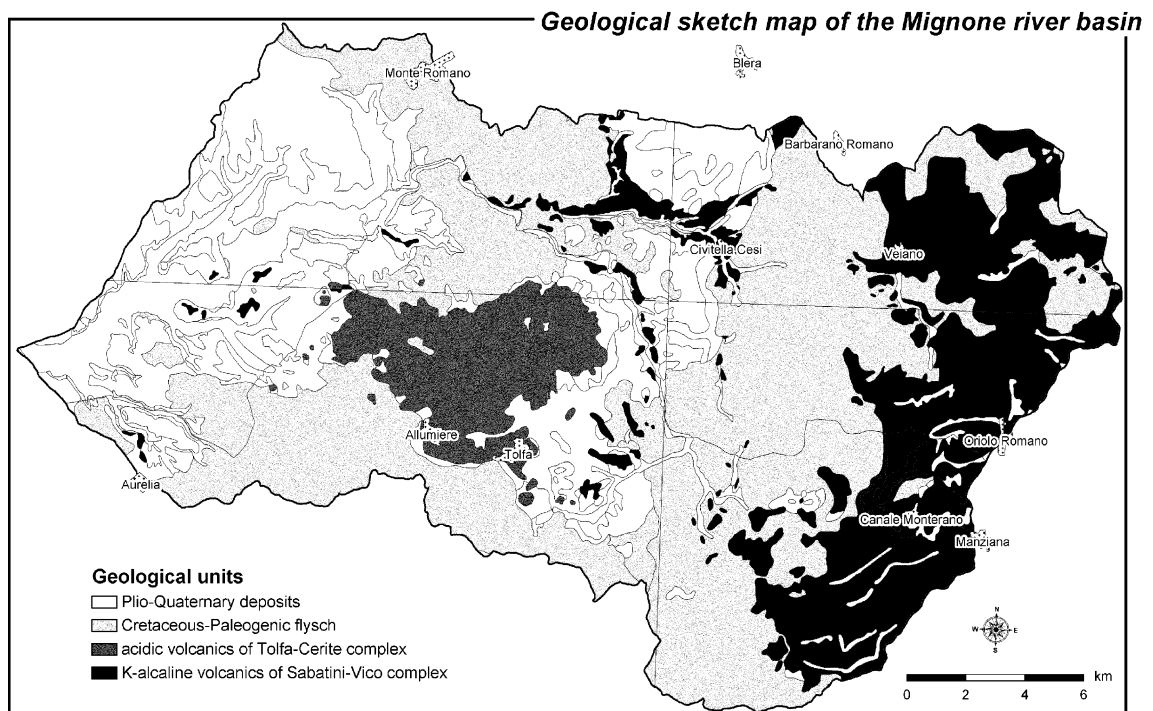 Geological sketch map of the Mignone river basin
Monte Romano
Blera
Barbarano Romano
Civitella Cesi
Veiano
Allumiere
Tolfa
Oriolo Romano
Aurelia
Canale Monterano
Manziana
Geological units
Plio-Quaternary deposits
Cretaceous-Paleogenic flysch
acidic volcanics of Tolfa-Cerite complex
K-alcaline volcanics of Sabatini-Vico complex
N
W E
S
km
0 2 4 6